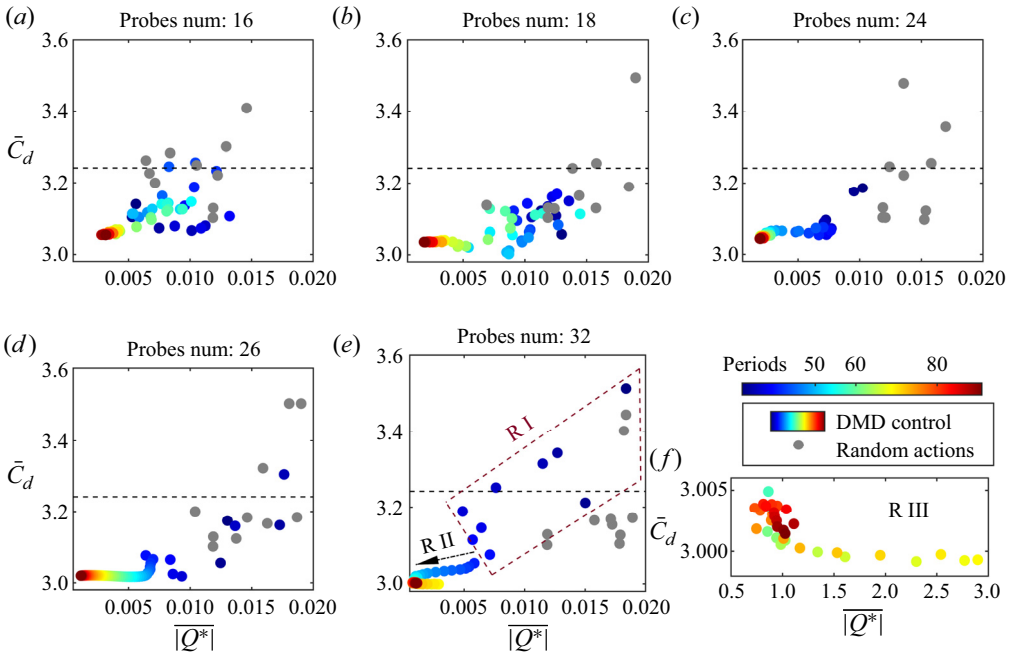 (a) Probes num: 16
(b) Probes num: 18
(c) Probes num: 24
3.6
3.4
3.2
3.0
C̄d
0.005 0.010 0.015 0.020
3.6
3.4
3.2
3.0
0.005 0.010 0.015 0.020
3.6
3.4
3.2
3.0
0.005 0.010 0.015 0.020
(d) Probes num: 26
(e) Probes num: 32
3.6
3.4
3.2
3.0
C̄d
0.005 0.010 0.015 0.020
|Q*|
3.6
3.4
3.2
3.0
R I
R II
0.005 0.010 0.015 0.020
|Q*|
Periods 50 60 80
DMD control
Random actions
(f)
R III
3.005
3.000
C̄d
0.5 1.0 1.5 2.0 2.5 3.0
|Q*|